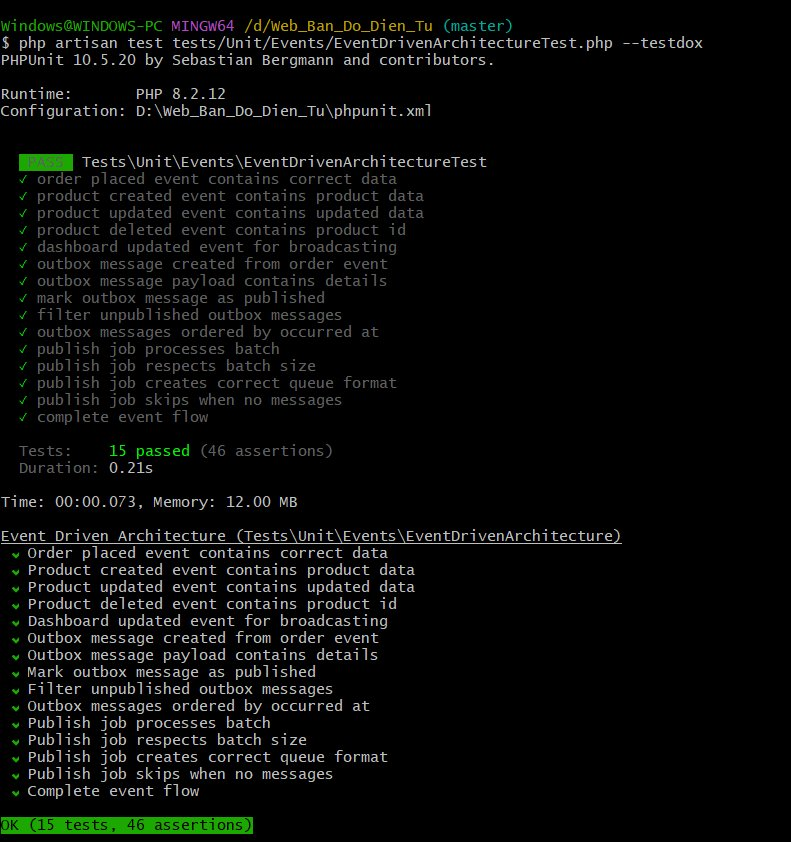 Windows@WINDOWS-PC MINGW64 /d/Web_Ban_Do_Dien_Tu (master)
$ php artisan test tests/Unit/Events/EventDrivenArchitectureTest.php --testdox
PHPUnit 10.5.20 by Sebastian Bergmann and contributors.
Runtime: PHP 8.2.12
Configuration: D:\Web_Ban_Do_Dien_Tu\phpunit.xml
PASS Tests\Unit\Events\EventDrivenArchitectureTest
✓ order placed event contains correct data
✓ product created event contains product data
✓ product updated event contains updated data
✓ product deleted event contains product id
✓ dashboard updated event for broadcasting
✓ outbox message created from order event
✓ outbox message payload contains details
✓ mark outbox message as published
✓ filter unpublished outbox messages
✓ outbox messages ordered by occurred at
✓ publish job processes batch
✓ publish job respects batch size
✓ publish job creates correct queue format
✓ publish job skips when no messages
✓ complete event flow
Tests: 15 passed (46 assertions)
Duration: 0.21s
Time: 00:00.073, Memory: 12.00 MB
Event Driven Architecture (Tests\Unit\Events\EventDrivenArchitecture)
✔ Order placed event contains correct data
✔ Product created event contains product data
✔ Product updated event contains updated data
✔ Product deleted event contains product id
✔ Dashboard updated event for broadcasting
✔ Outbox message created from order event
✔ Outbox message payload contains details
✔ Mark outbox message as published
✔ Filter unpublished outbox messages
✔ Outbox messages ordered by occurred at
✔ Publish job processes batch
✔ Publish job respects batch size
✔ Publish job creates correct queue format
✔ Publish job skips when no messages
✔ Complete event flow
OK (15 tests, 46 assertions)